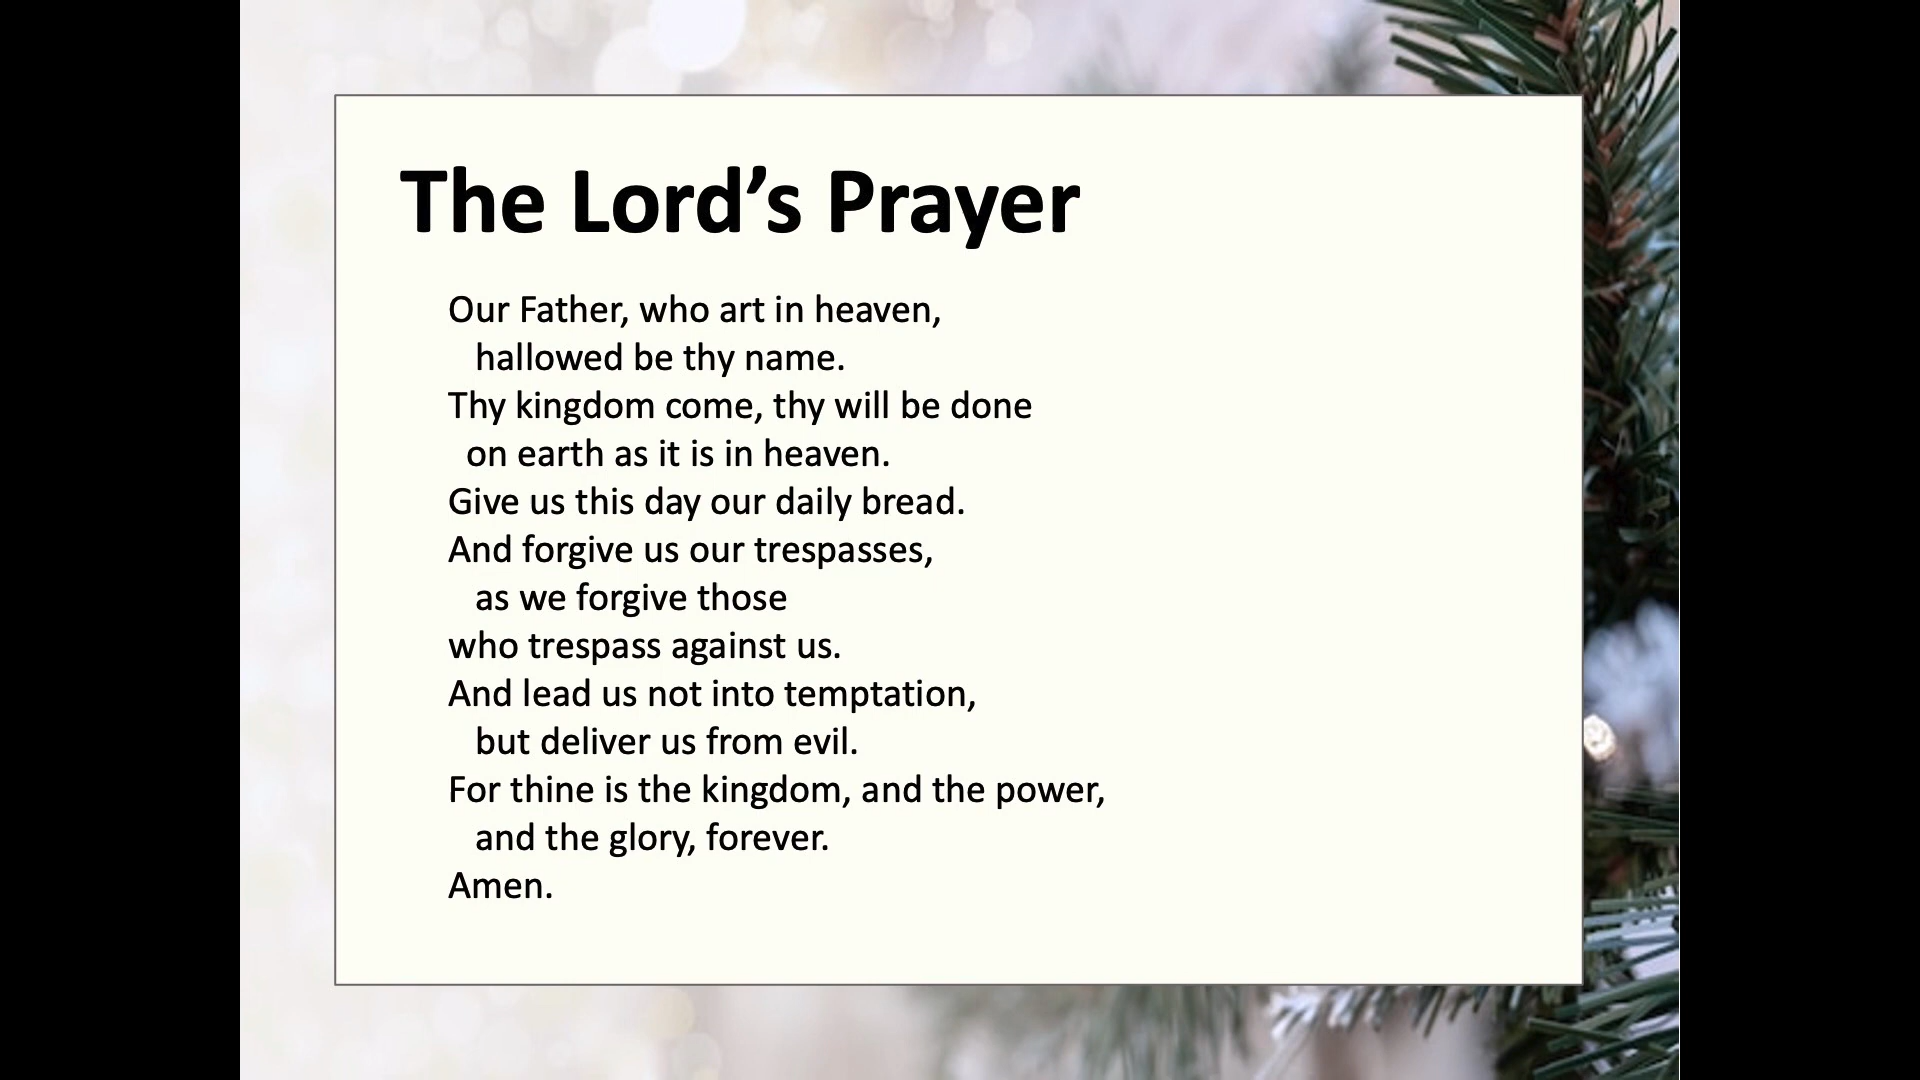 The Lord’s Prayer
Our Father, who art in heaven,
hallowed be thy name.
Thy kingdom come, thy will be done
on earth as it is in heaven.
Give us this day our daily bread.
And forgive us our trespasses,
as we forgive those
who trespass against us.
And lead us not into temptation,
but deliver us from evil.
For thine is the kingdom, and the power,
and the glory, forever.
Amen.